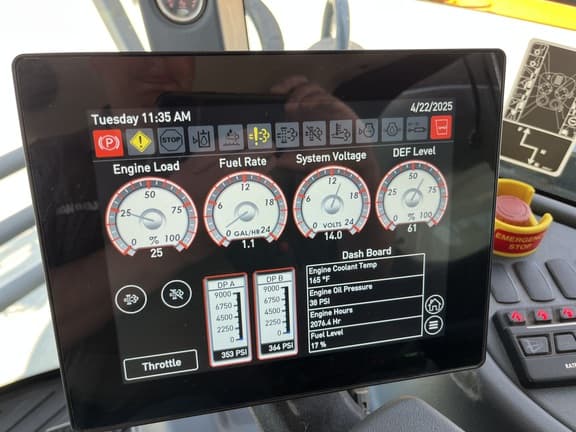 Tuesday 11:35 AM 4/22/2025
P ! STOP
Engine Load Fuel Rate System Voltage DEF Level
50 12 12 50
25 75 6 18 6 18 25 75
0 % 100 0 GAL/HR 24 0 VOLTS 24 0 % 100
25 1.1 14.0 61
DP A DP B
9000 9000
6750 6750
4500 4500
2250 2250
0 0
353 PSI 364 PSI
Dash Board
Engine Coolant Temp
165 °F
Engine Oil Pressure
38 PSI
Engine Hours
2076.4 Hr
Fuel Level
17 %
Throttle
EMERGENCY
STOP